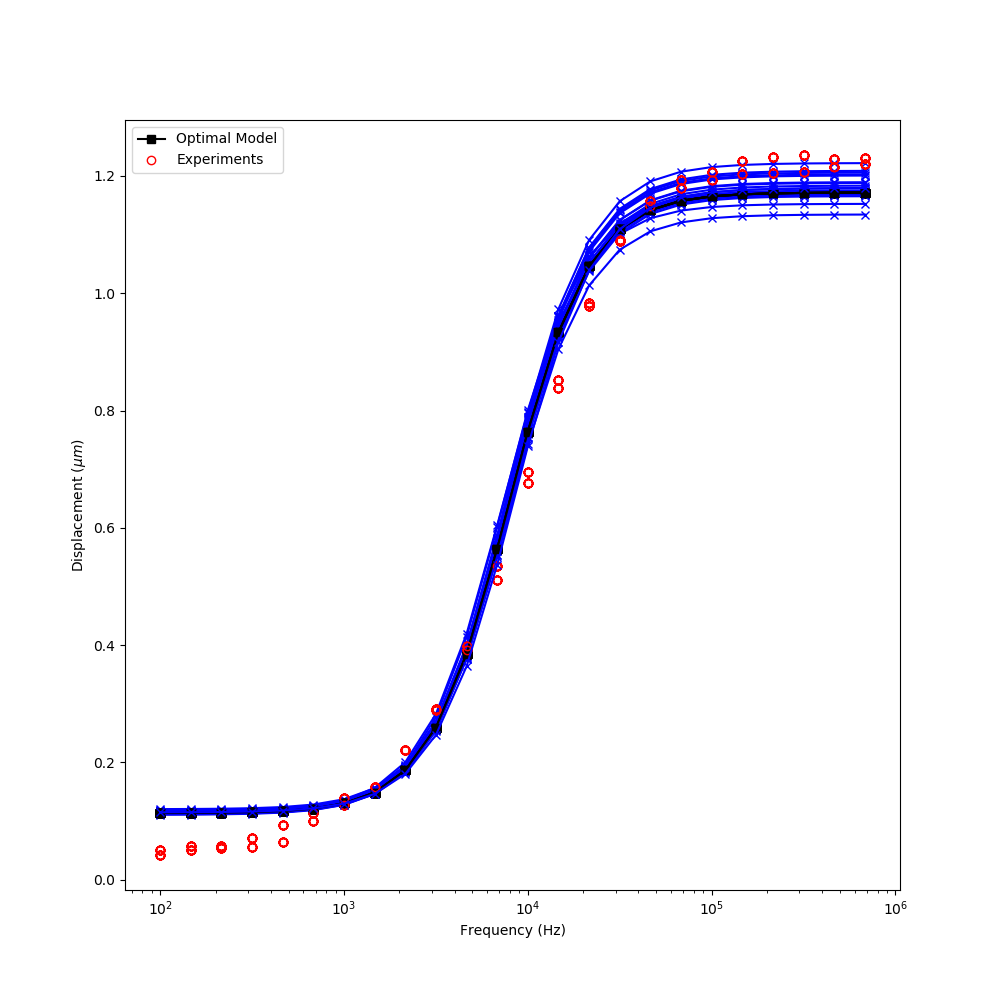 Optimal Model
Experiments
1.2
1.0
0.8
0.6
0.4
0.2
0.0
Displacement (μm)
10² 10³ 10⁴ 10⁵ 10⁶
Frequency (Hz)